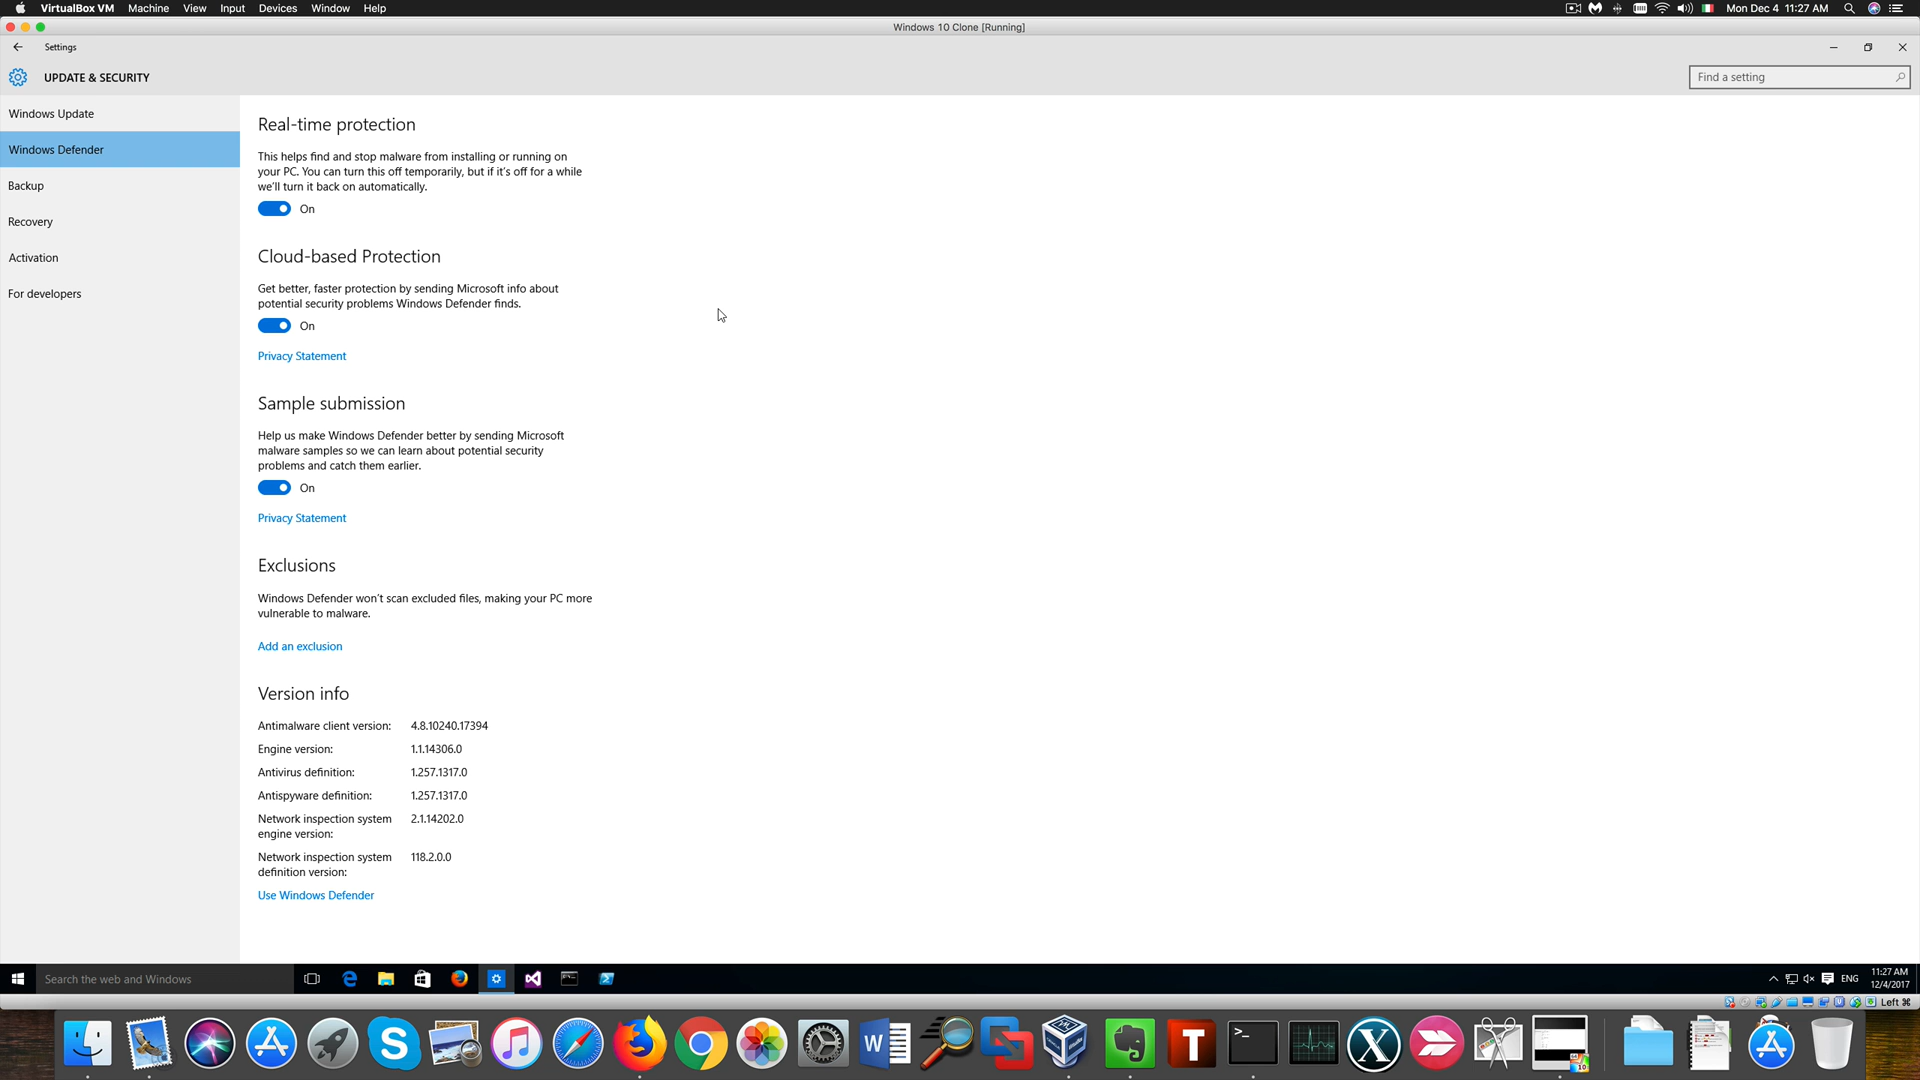 VirtualBox VM Machine View Input Devices Window Help Mon Dec 4 11:27 AM
Windows 10 Clone [Running]
Settings
UPDATE & SECURITY
Find a setting
Windows Update
Windows Defender
Backup
Recovery
Activation
For developers
Real-time protection
This helps find and stop malware from installing or running on
your PC. You can turn this off temporarily, but if it's off for a while
we'll turn it back on automatically.
On
Cloud-based Protection
Get better, faster protection by sending Microsoft info about
potential security problems Windows Defender finds.
On
Privacy Statement
Sample submission
Help us make Windows Defender better by sending Microsoft
malware samples so we can learn about potential security
problems and catch them earlier.
On
Privacy Statement
Exclusions
Windows Defender won't scan excluded files, making your PC more
vulnerable to malware.
Add an exclusion
Version info
Antimalware client version: 4.8.10240.17394
Engine version: 1.1.14306.0
Antivirus definition: 1.257.1317.0
Antispyware definition: 1.257.1317.0
Network inspection system 2.1.14202.0
engine version:
Network inspection system 118.2.0.0
definition version:
Use Windows Defender
Search the web and Windows
ENG
11:27 AM
12/4/2017
Left ⌘